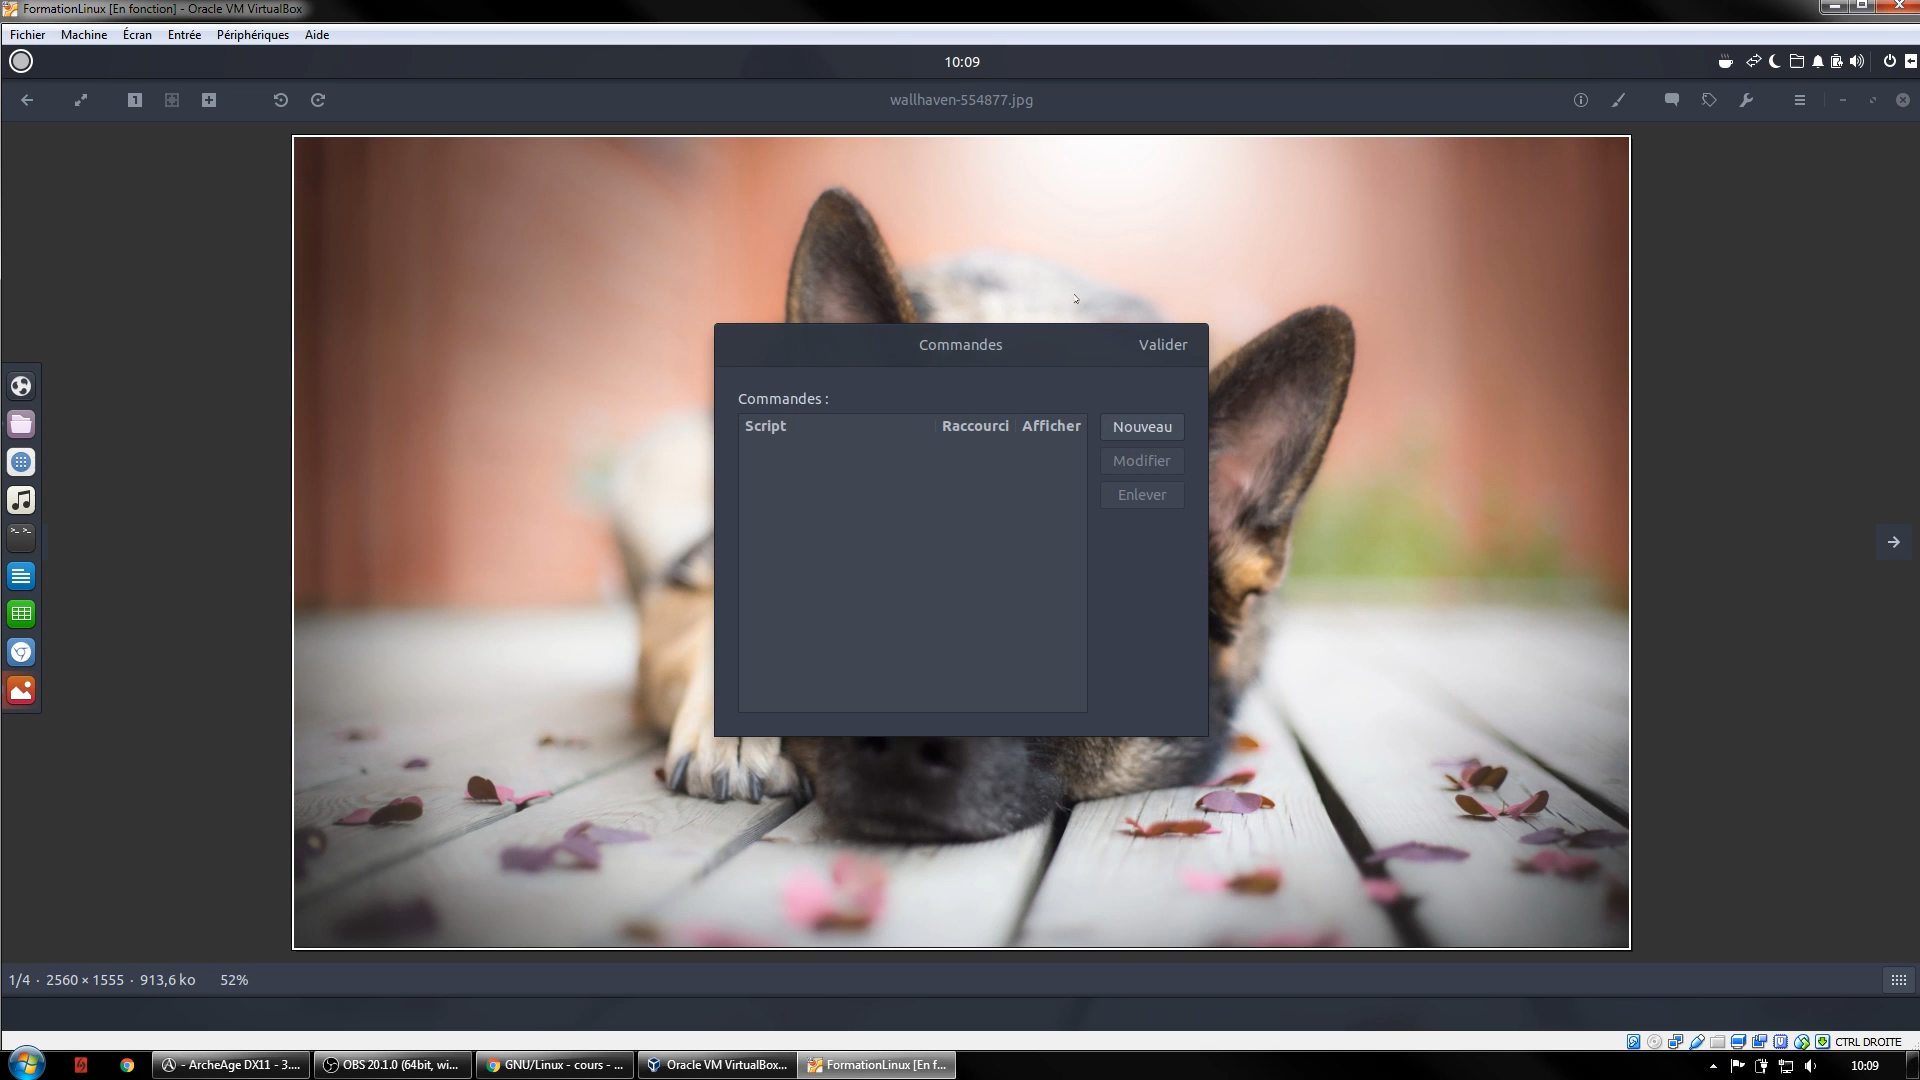 FormationLinux [En fonction] - Oracle VM VirtualBox
Fichier Machine Écran Entrée Périphériques Aide
10:09
1
wallhaven-554877.jpg
Commandes Valider
Commandes :
Script Raccourci Afficher
Nouveau
Modifier
Enlever
>_ >_
1/4 · 2560 × 1555 · 913,6 ko 52%
CTRL DROITE
- ArcheAge DX11 - 3.... OBS 20.1.0 (64bit, wi... GNU/Linux - cours - ... Oracle VM VirtualBox... FormationLinux [En f... 10:09